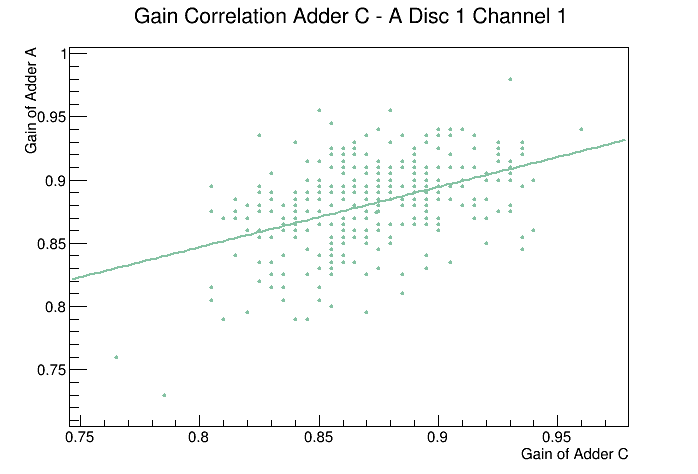 Gain Correlation Adder C - A Disc 1 Channel 1
Gain of Adder A
1
0.95
0.9
0.85
0.8
0.75
0.75 0.8 0.85 0.9 0.95
Gain of Adder C